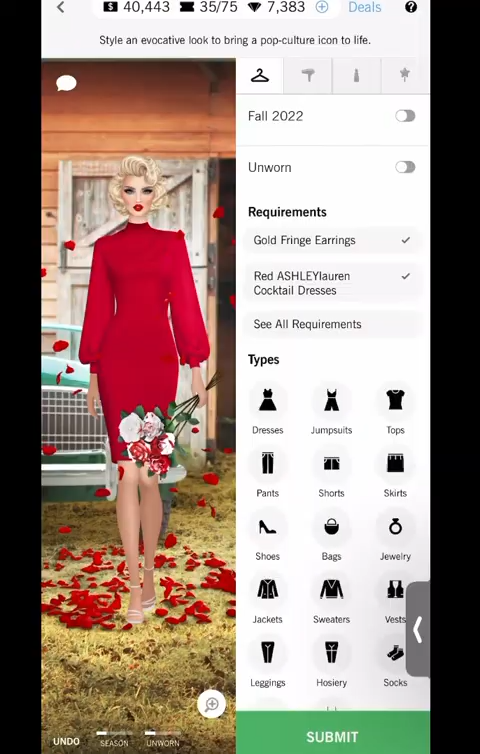 40,443 35/75 7,383 Deals
Style an evocative look to bring a pop-culture icon to life.
Fall 2022
Unworn
Requirements
Gold Fringe Earrings
Red ASHLEYlauren
Cocktail Dresses
See All Requirements
Types
Dresses Jumpsuits Tops
Pants Shorts Skirts
Shoes Bags Jewelry
Jackets Sweaters Vests
Leggings Hosiery Socks
UNDO SEASON UNWORN
SUBMIT